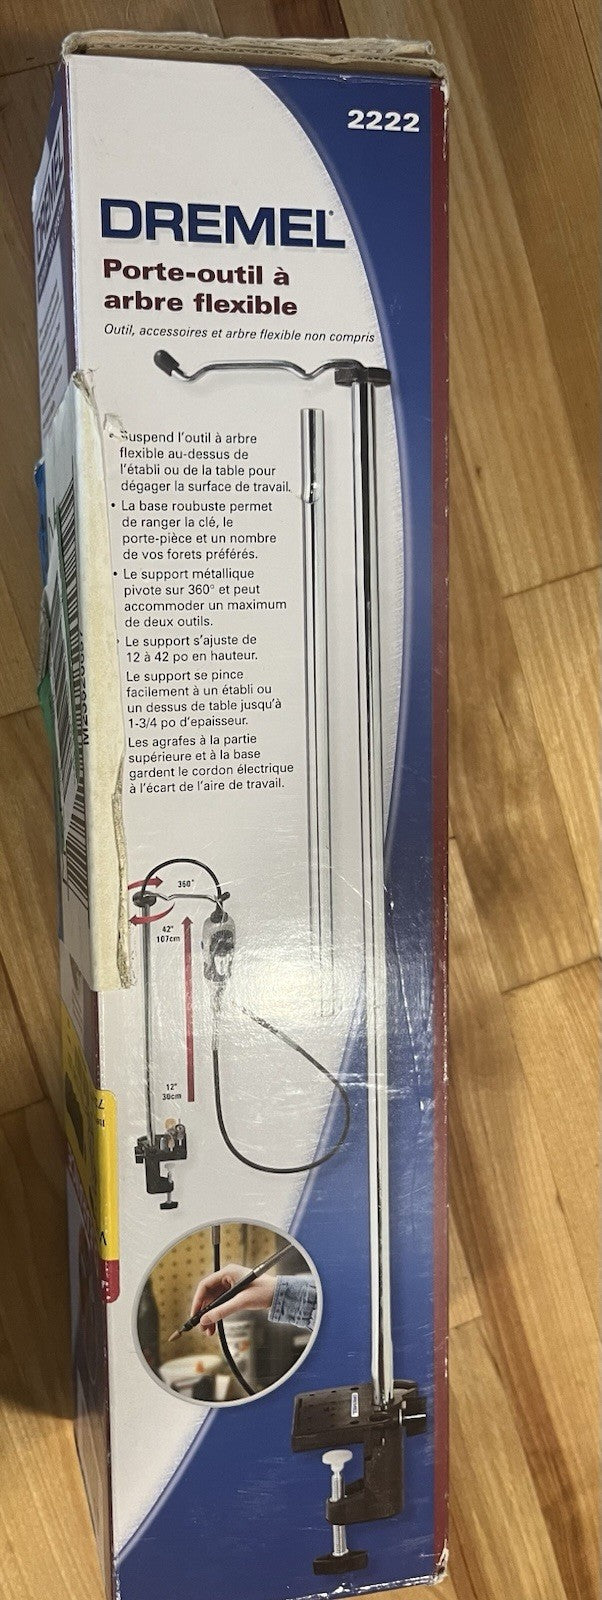 2222
DREMEL
Porte-outil à
arbre flexible
Outil, accessoires et arbre flexible non compris
• Suspend l'outil à arbre
flexible au-dessus de
l'établi ou de la table pour
dégager la surface de travail.
• La base roubuste permet
de ranger la clé, le
porte-pièce et un nombre
de vos forets préférés.
• Le support métallique
pivote sur 360° et peut
accommoder un maximum
de deux outils.
• Le support s'ajuste de
12 à 42 po en hauteur.
Le support se pince
facilement à un établi ou
un dessus de table jusqu'à
1-3/4 po d'epaisseur.
Les agrafes à la partie
supérieure et à la base
gardent le cordon électrique
à l'écart de l'aire de travail.
360°
42"
107cm
12"
30cm
DREMEL